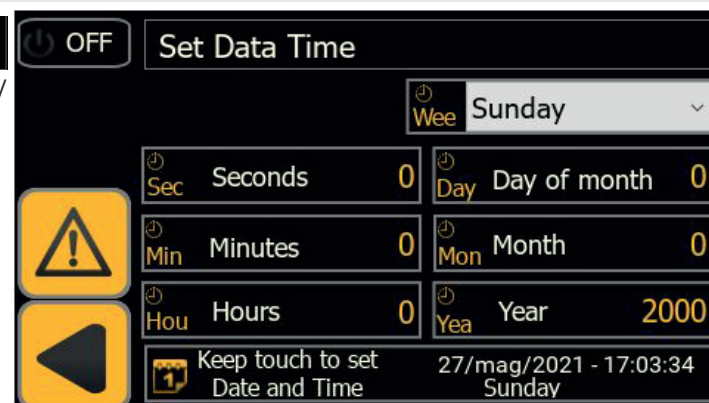 OFF
Set Data Time
/
Wee Sunday
Sec Seconds 0
Day Day of month 0
Min Minutes 0
Mon Month 0
Hou Hours 0
Yea Year 2000
1
Keep touch to set
Date and Time
27/mag/2021 - 17:03:34
Sunday